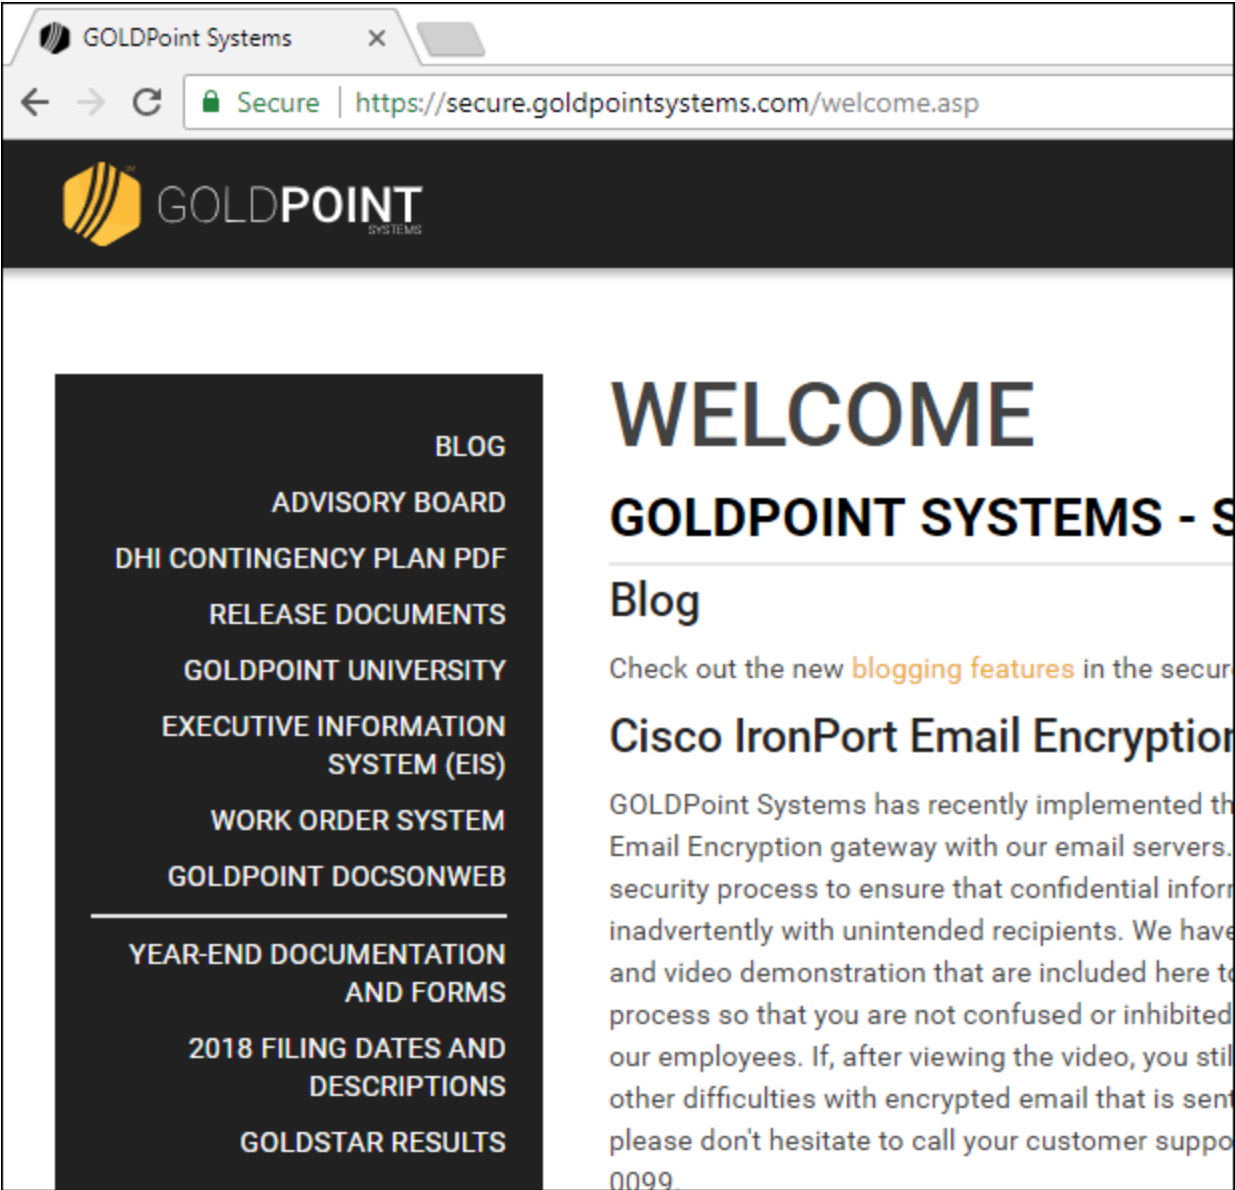 GOLDPoint Systems
Secure
https://secure.goldpointsystems.com/welcome.asp
GOLDPOINT
SYSTEMS
BLOG
ADVISORY BOARD
DHI CONTINGENCY PLAN PDF
RELEASE DOCUMENTS
GOLDPOINT UNIVERSITY
EXECUTIVE INFORMATION
SYSTEM (EIS)
WORK ORDER SYSTEM
GOLDPOINT DOCSONWEB
YEAR-END DOCUMENTATION
AND FORMS
2018 FILING DATES AND
DESCRIPTIONS
GOLDSTAR RESULTS
WELCOME
GOLDPOINT SYSTEMS -
Blog
Check out the new blogging features in the
Cisco IronPort Email
GOLDPoint Systems has recently implemented
Email Encryption gateway with our email servers.
security process to ensure that confidential
inadvertently with unintended recipients. We have
and video demonstration that are included here
process so that you are not confused or inhibited
our employees. If, after viewing the video, you
other difficulties with encrypted email that is
please don't hesitate to call your customer
0099.